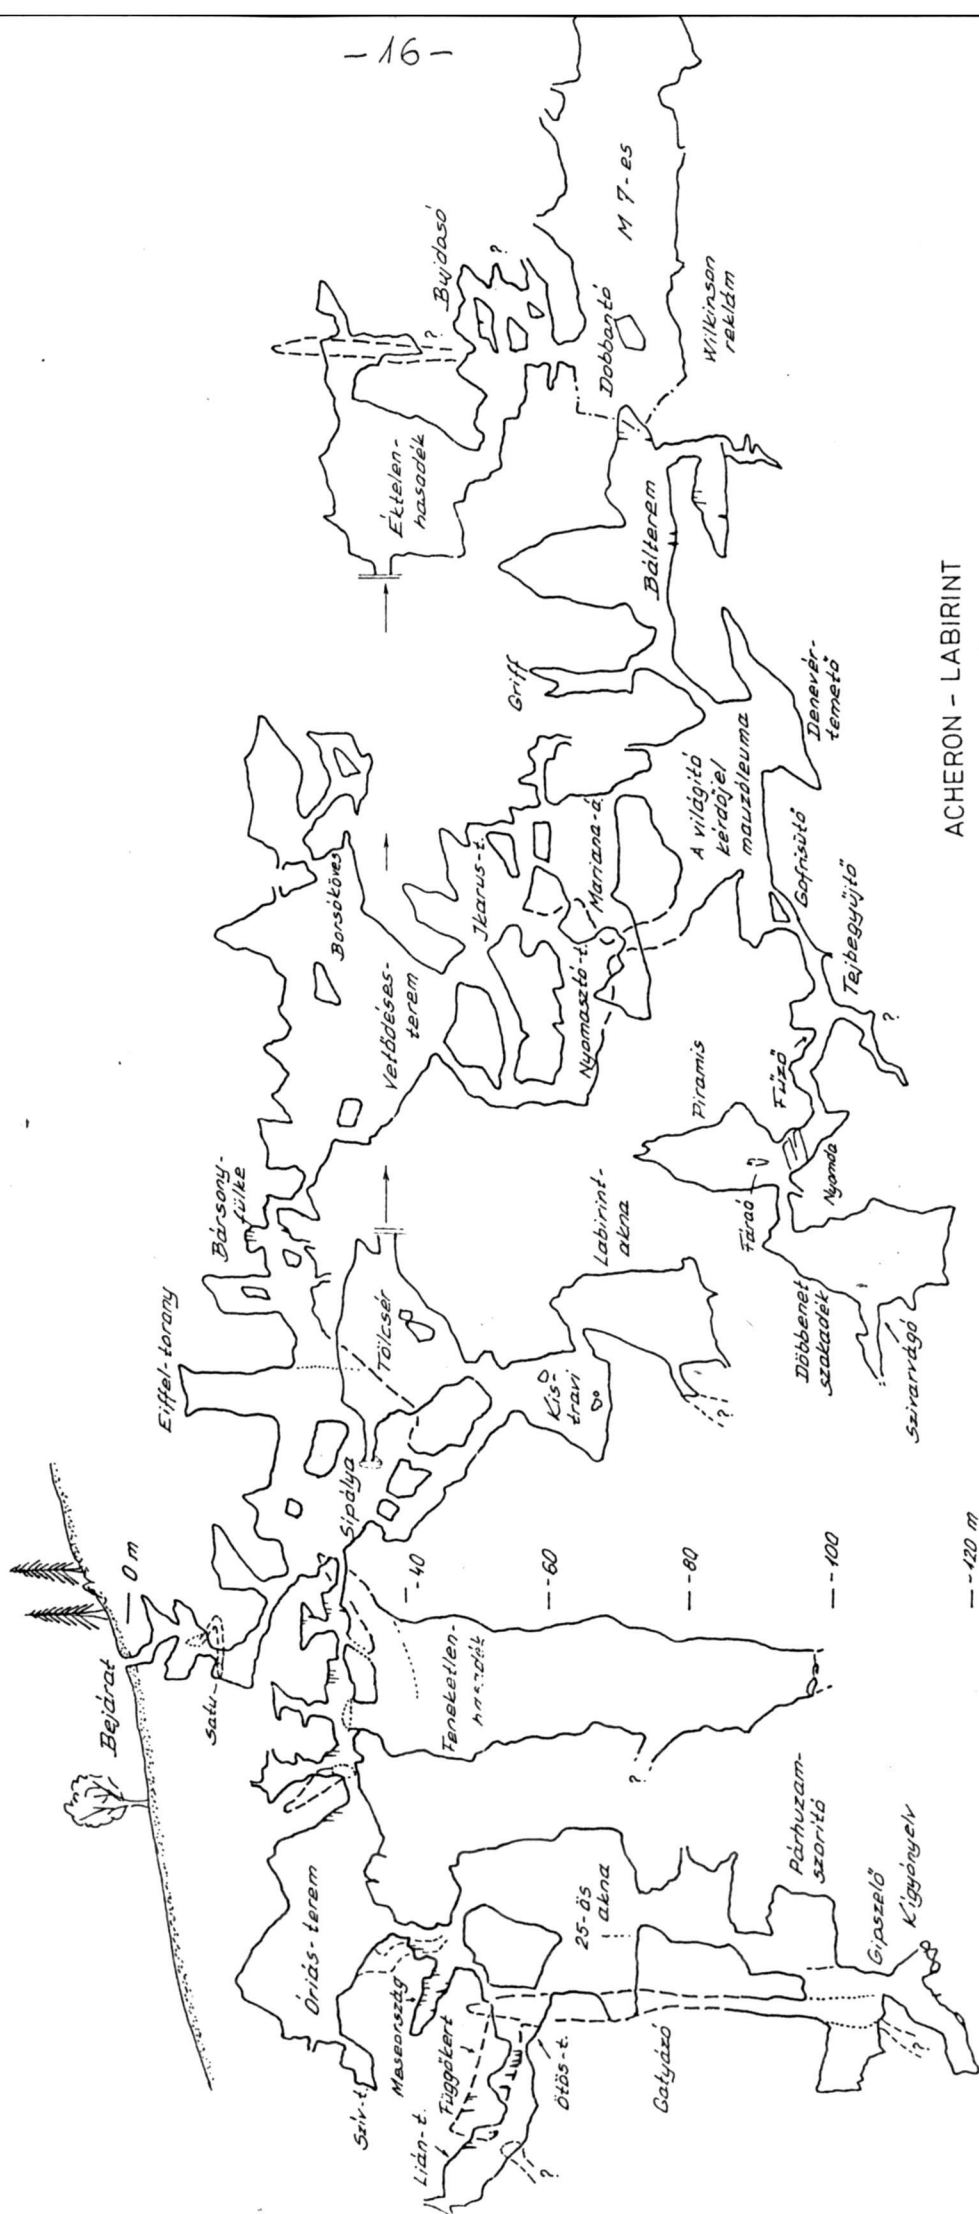 - 16 -
Bejárat
0 m
Satu
-40
-60
-80
-100
-120 m
Óriás-terem
Szív-t.
Meseország
Függőkert
Lián-t.
?
Ötös-t.
25-ös
akna
Gatyázó
Párhuzam-
szorító
Gipszelő
Kígyónyelv
?
Feneketlen-
?
Sípálya
Eiffel-torony
Bársony-
fülke
Tölcsér
Kis-
travi
Labirint-
akna
?
Döbbenet
szakadék
Szivarvágó
Fáraó
Piramis
Nyomda
Fűző
Vetődéses-
terem
Borsóköves
Ikarus-t.
Nyomasztó-t.
Mariana-á.
A világító
kérdőjel
mauzóleuma
Gofrisütő
Tejbegyűjtő
?
Denevér-
temető
Griff
Bálterem
Éktelen-
hasadék
?
Bujdosó
?
Dobbantó
M 7-es
Wilkinson
reklám
ACHERON - LABIRINT